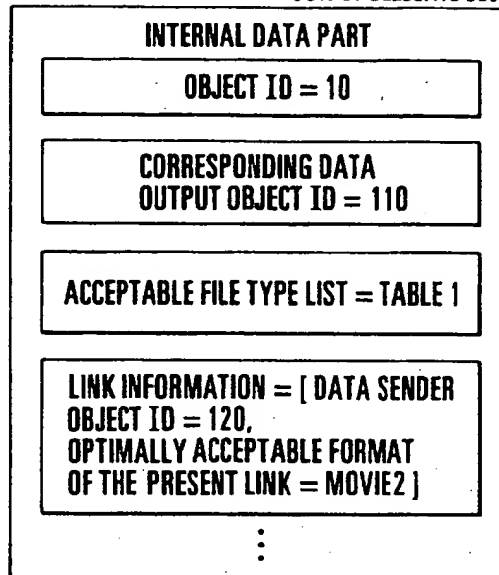 INTERNAL DATA PART
OBJECT ID = 10
CORRESPONDING DATA
OUTPUT OBJECT ID = 110
ACCEPTABLE FILE TYPE LIST = TABLE 1
LINK INFORMATION = [ DATA SENDER
OBJECT ID = 120,
OPTIMALLY ACCEPTABLE FORMAT
OF THE PRESENT LINK = MOVIE2 ]